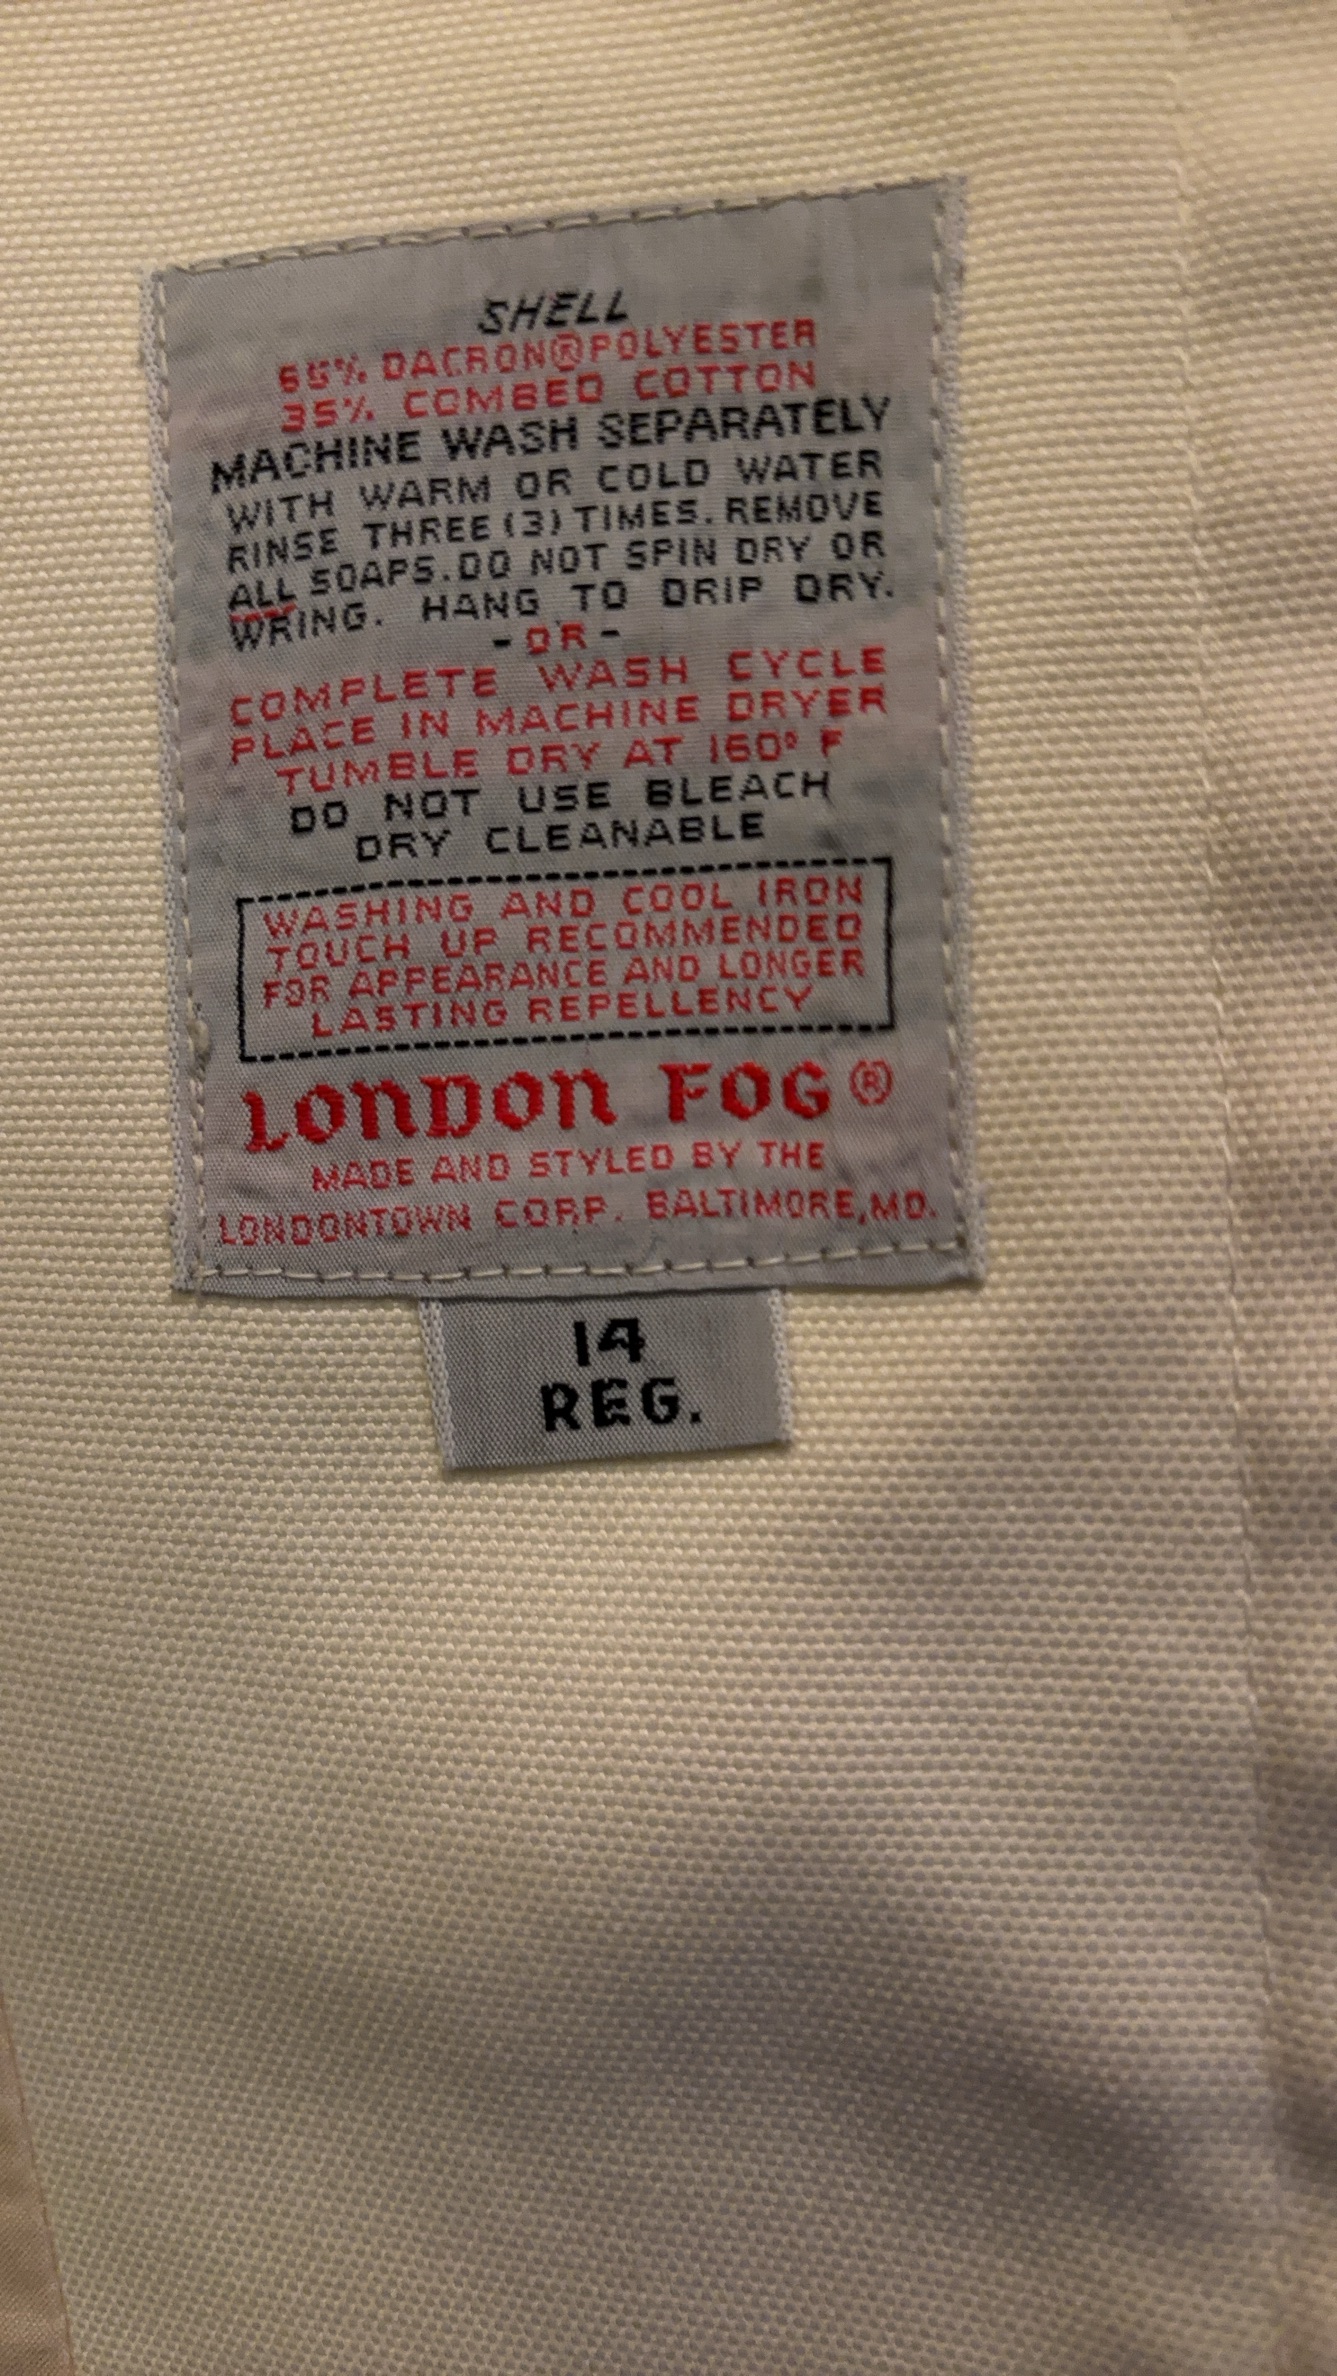 SHELL
65% DACRON®POLYESTER
35% COMBED COTTON
MACHINE WASH SEPARATELY
WITH WARM OR COLD WATER
RINSE THREE (3) TIMES. REMOVE
ALL SOAPS. DO NOT SPIN DRY OR
WRING. HANG TO DRIP DRY.
-OR-
COMPLETE WASH CYCLE
PLACE IN MACHINE DRYER
TUMBLE DRY AT 160° F
DO NOT USE BLEACH
DRY CLEANABLE
WASHING AND COOL IRON
TOUCH UP RECOMMENDED
FOR APPEARANCE AND LONGER
LASTING REPELLENCY
LONDON FOG®
MADE AND STYLED BY THE
LONDONTOWN CORP. BALTIMORE, MD.
14
REG.